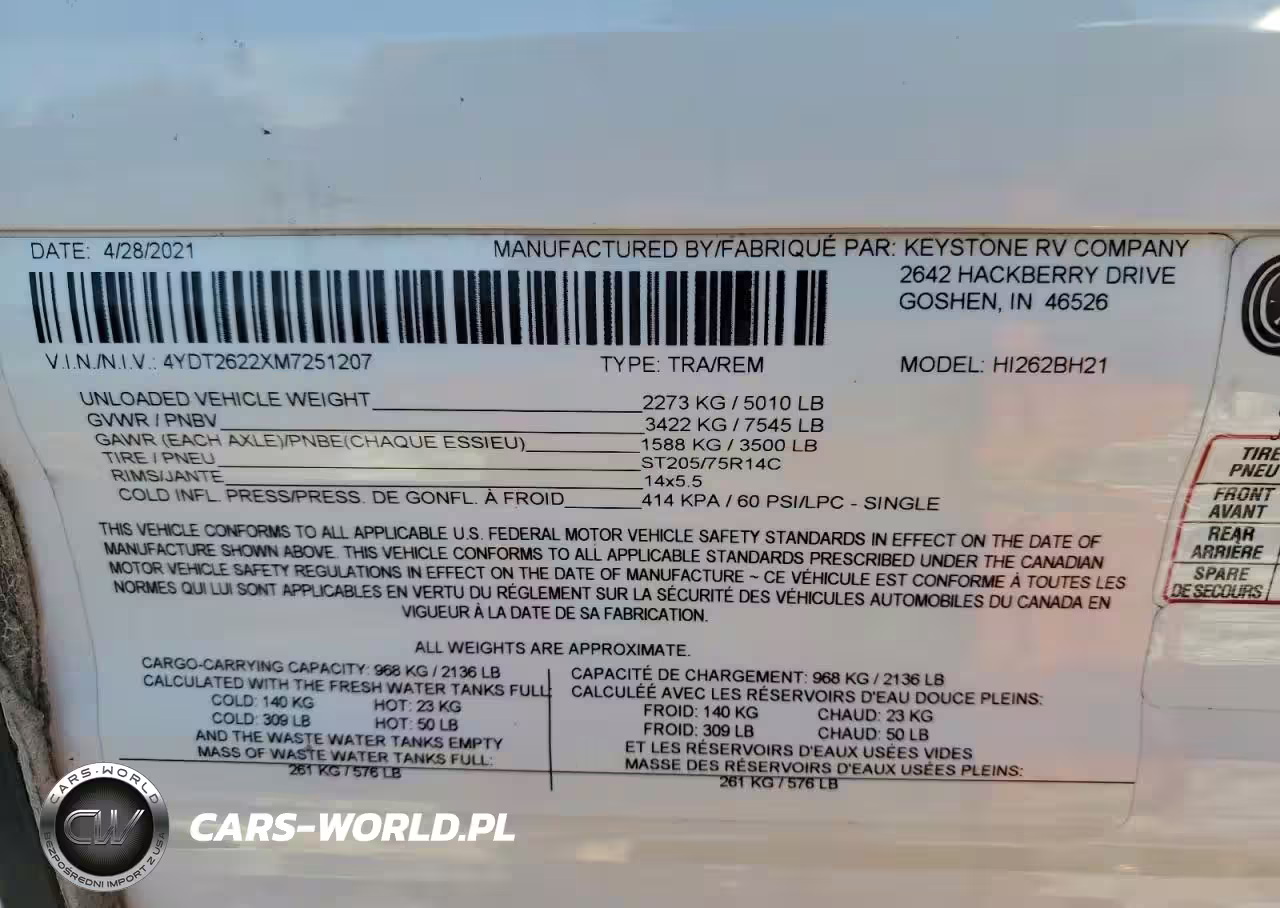 DATE: 4/28/2021
MANUFACTURED BY/FABRIQUÉ PAR: KEYSTONE RV COMPANY
2642 HACKBERRY DRIVE
GOSHEN, IN 46526
V.I.N./N.I.V.: 4YDT2622XM7251207 TYPE: TRA/REM MODEL: HI262BH21
UNLOADED VEHICLE WEIGHT 2273 KG / 5010 LB
GVWR / PNBV 3422 KG / 7545 LB
GAWR (EACH AXLE)/PNBE(CHAQUE ESSIEU) 1588 KG / 3500 LB
TIRE / PNEU ST205/75R14C
RIMS/JANTE 14x5.5
COLD INFL. PRESS/PRESS. DE GONFL. À FROID 414 KPA / 60 PSI/LPC - SINGLE
THIS VEHICLE CONFORMS TO ALL APPLICABLE U.S. FEDERAL MOTOR VEHICLE SAFETY STANDARDS IN EFFECT ON THE DATE OF
MANUFACTURE SHOWN ABOVE. THIS VEHICLE CONFORMS TO ALL APPLICABLE STANDARDS PRESCRIBED UNDER THE CANADIAN
MOTOR VEHICLE SAFETY REGULATIONS IN EFFECT ON THE DATE OF MANUFACTURE ~ CE VÉHICULE EST CONFORME À TOUTES LES
NORMES QUI LUI SONT APPLICABLES EN VERTU DU RÉGLEMENT SUR LA SÉCURITÉ DES VÉHICULES AUTOMOBILES DU CANADA EN
VIGUEUR À LA DATE DE SA FABRICATION.
ALL WEIGHTS ARE APPROXIMATE.
CARGO-CARRYING CAPACITY: 968 KG / 2136 LB
CALCULATED WITH THE FRESH WATER TANKS FULL:
COLD: 140 KG HOT: 23 KG
COLD: 309 LB HOT: 50 LB
AND THE WASTE WATER TANKS EMPTY
MASS OF WASTE WATER TANKS FULL:
261 KG / 576 LB
CAPACITÉ DE CHARGEMENT: 968 KG / 2136 LB
CALCULÉE AVEC LES RÉSERVOIRS D'EAU DOUCE PLEINS:
FROID: 140 KG CHAUD: 23 KG
FROID: 309 LB CHAUD: 50 LB
ET LES RÉSERVOIRS D'EAUX USÉES VIDES
MASSE DES RÉSERVOIRS D'EAUX USÉES PLEINS:
261 KG / 576 LB
TIRE
PNEU
FRONT
AVANT
REAR
ARRIÈRE
SPARE
DE SECOURS
CARS-WORLD
CW
BEZPOŚREDNI IMPORT Z USA
CARS-WORLD.PL